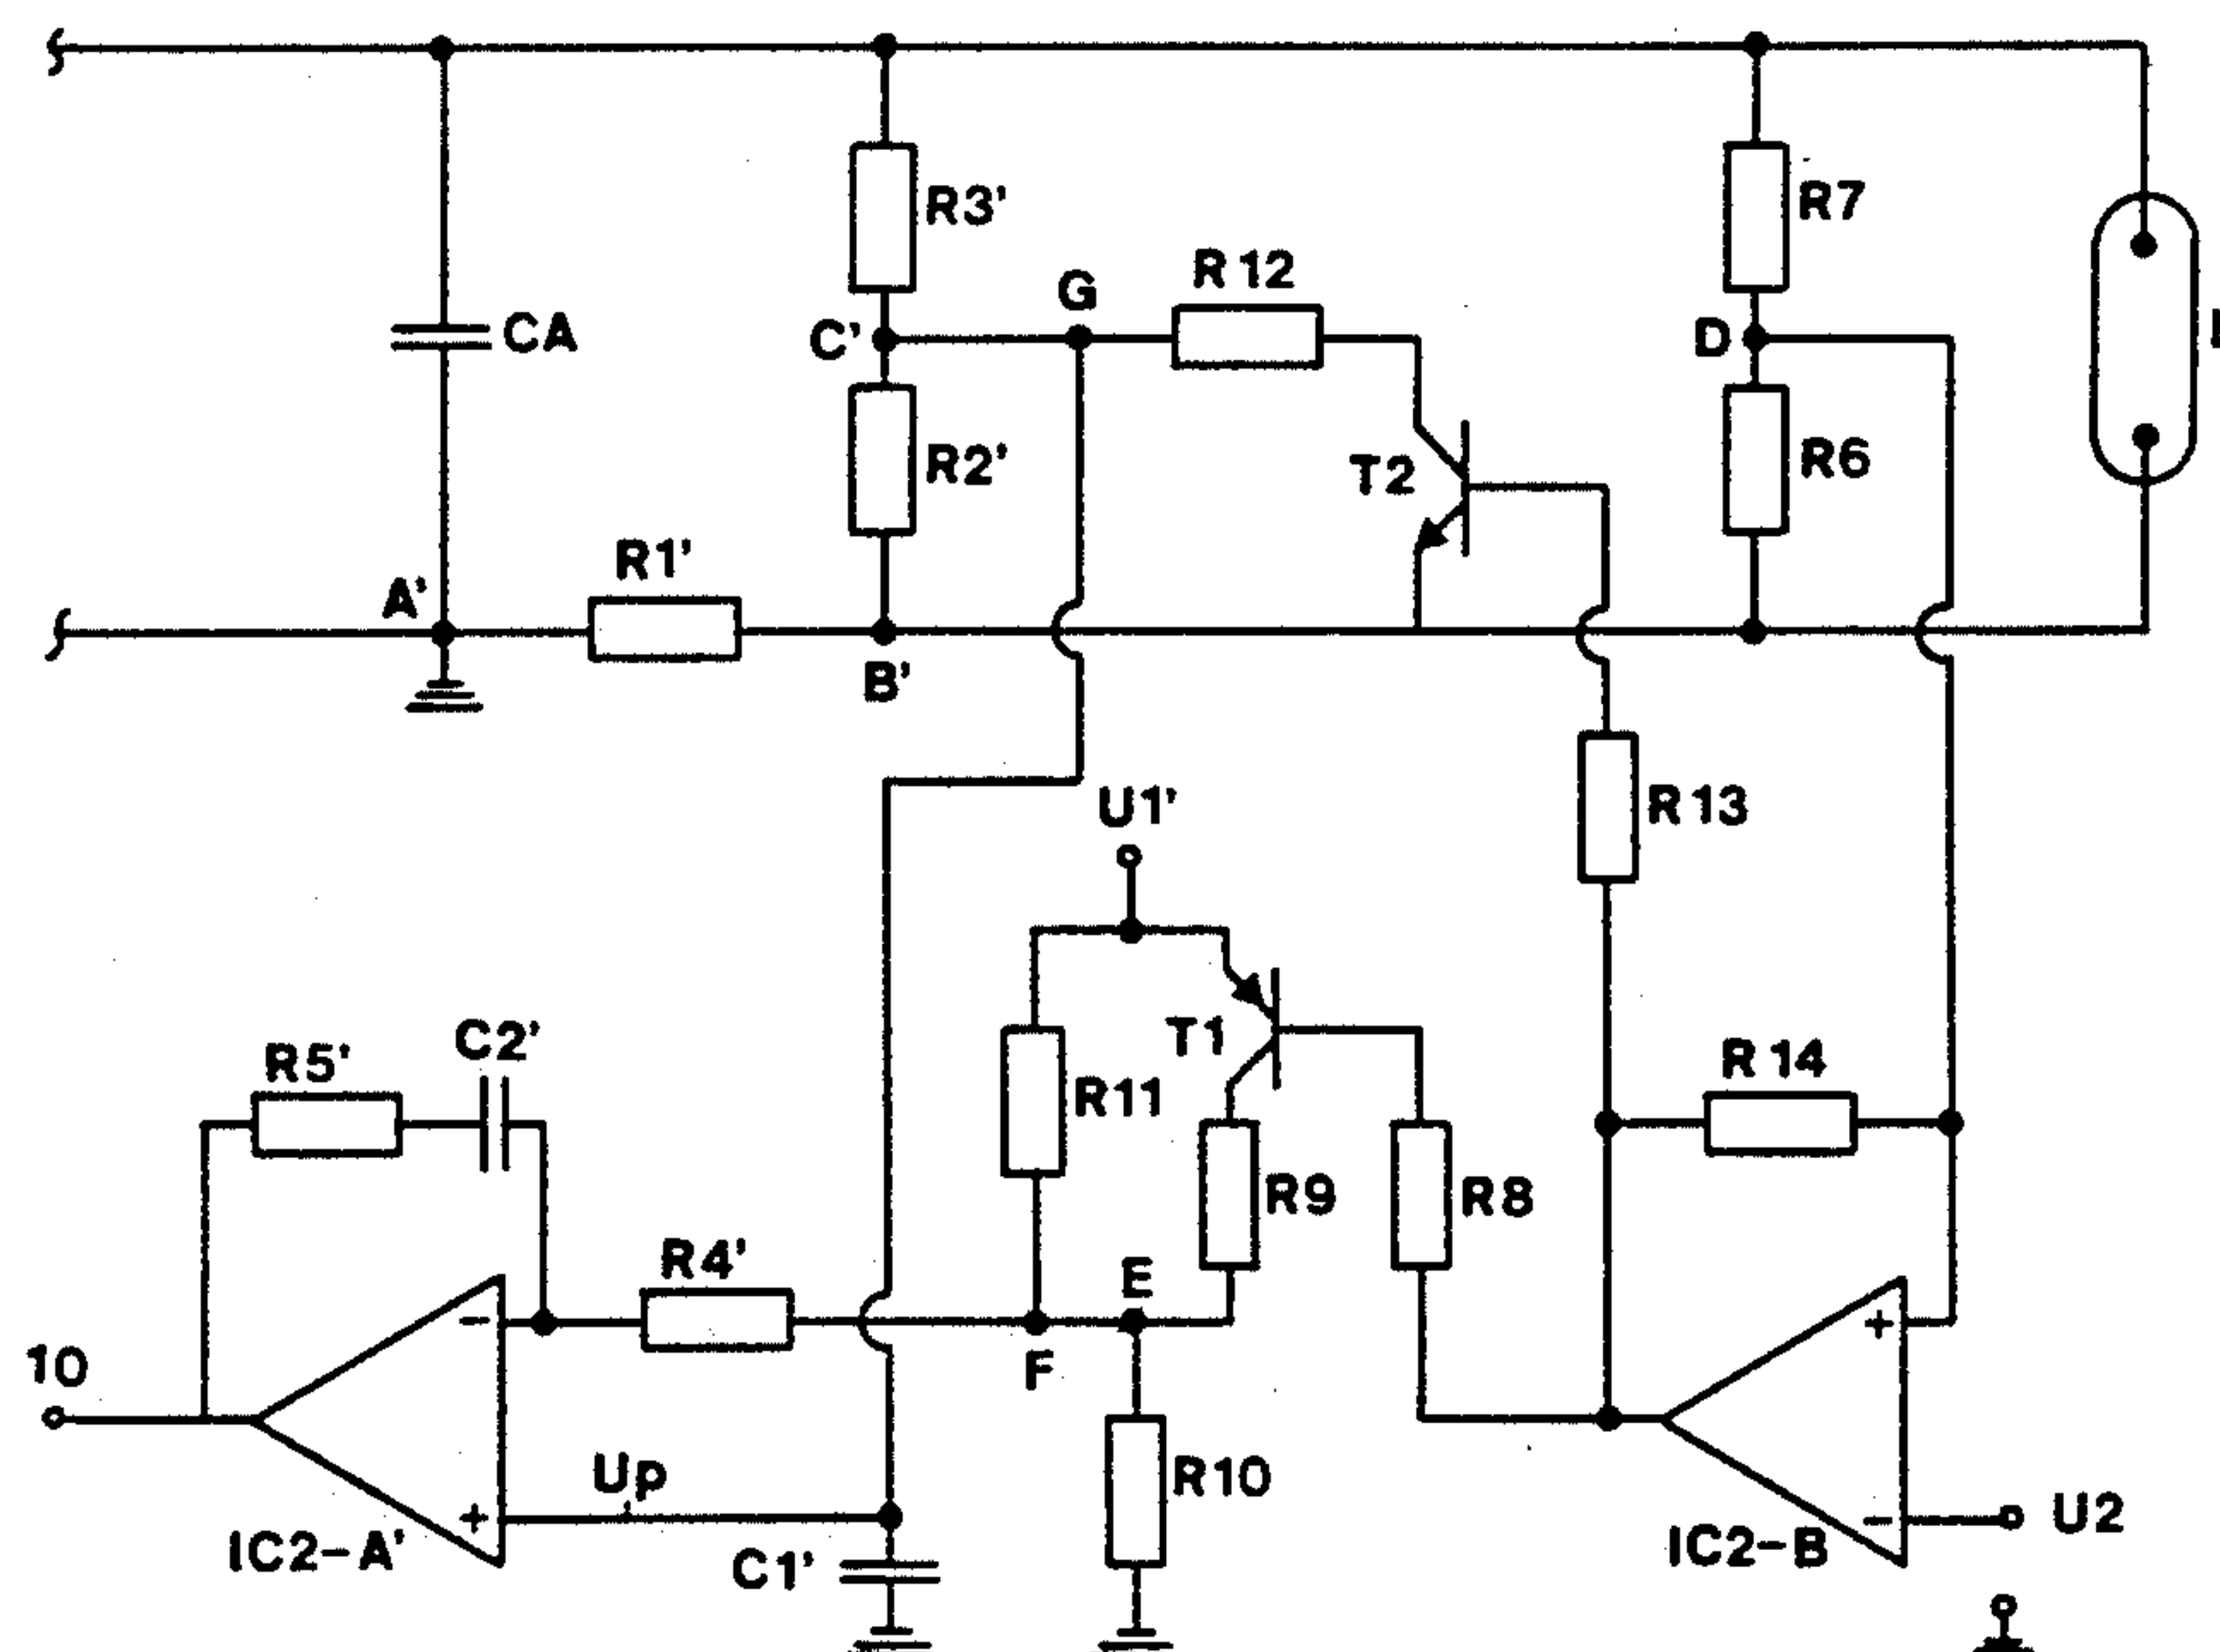 R3'
R7
R12
G
CA
C'
D
R2'
T2
R6
R1'
A'
B'
U1'
R13
C2'
R5'
T1
R11
R14
R9
R8
R4'
E
10
F
Up
R10
U2
IC2-A'
C1'
IC2-B